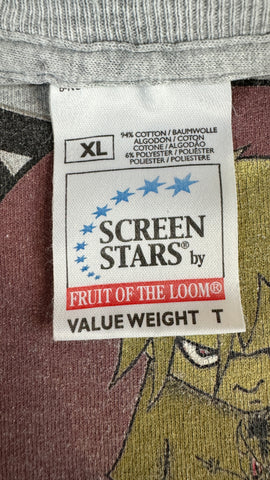 XL
94% COTTON / BAUMWOLLE
ALGODON / COTON
COTONE / ALGODÃO
6% POLYESTER / POLIESTER
POLIESTER / POLIESTERE
SCREEN
STARS® by
FRUIT OF THE LOOM®
VALUE WEIGHT T